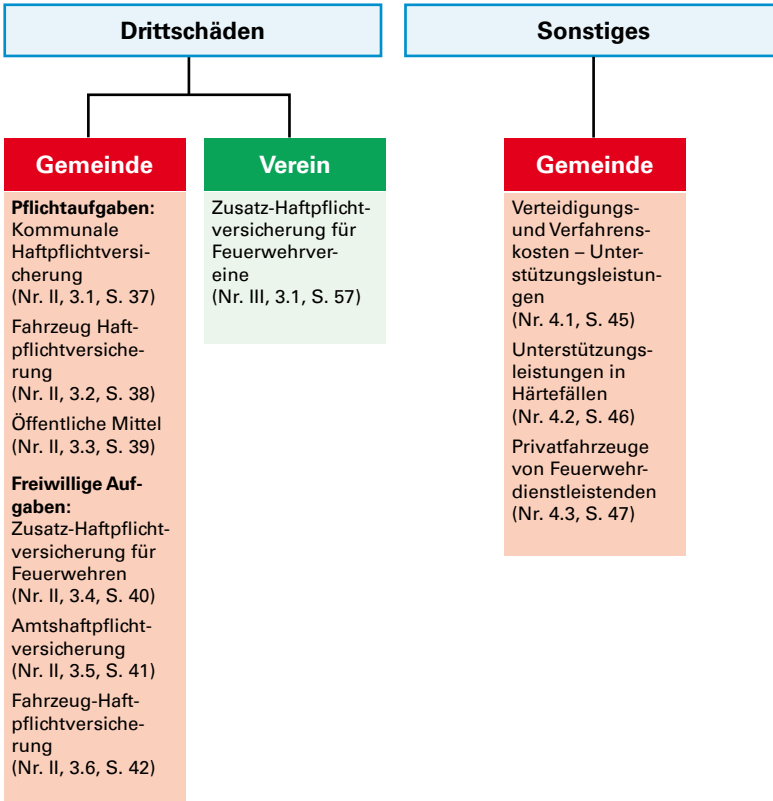 Drittschäden
Gemeinde
Pflichtaufgaben:
Kommunale
Haftpflichtversi-
cherung
(Nr. II, 3.1, S. 37)
Fahrzeug Haft-
pflichtversiche-
rung
(Nr. II, 3.2, S. 38)
Öffentliche Mittel
(Nr. II, 3.3, S. 39)
Freiwillige Auf-
gaben:
Zusatz-Haftpflicht-
versicherung für
Feuerwehren
(Nr. II, 3.4, S. 40)
Amtshaftpflicht-
versicherung
(Nr. II, 3.5, S. 41)
Fahrzeug-Haft-
pflichtversiche-
rung
(Nr. II, 3.6, S. 42)
Verein
Zusatz-Haftpflicht-
versicherung für
Feuerwehrver-
eine
(Nr. III, 3.1, S. 57)
Sonstiges
Gemeinde
Verteidigungs-
und Verfahrens-
kosten – Unter-
stützungsleistun-
gen
(Nr. 4.1, S. 45)
Unterstützungs-
leistungen in
Härtefällen
(Nr. 4.2, S. 46)
Privatfahrzeuge
von Feuerwehr-
dienstleistenden
(Nr. 4.3, S. 47)